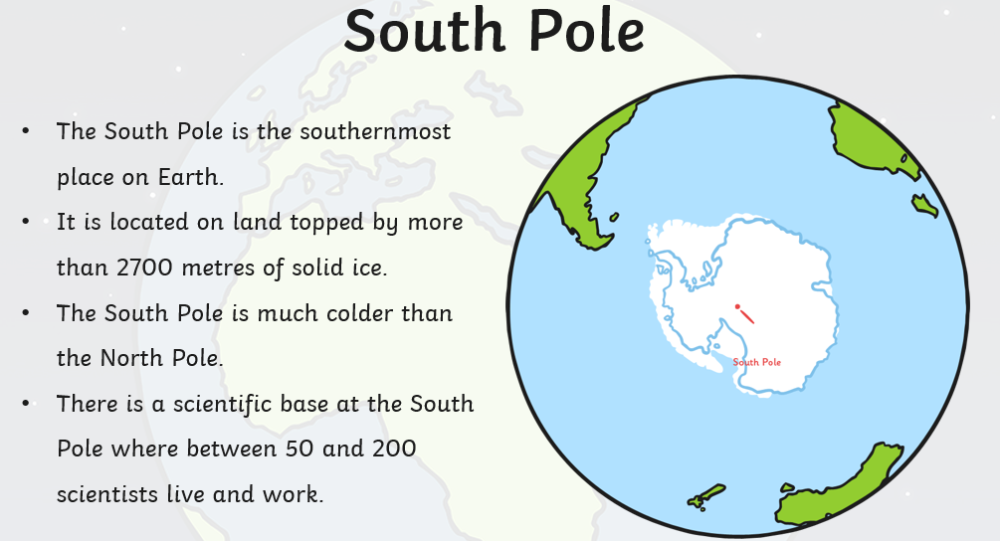 South Pole
• The South Pole is the southernmost
place on Earth.
• It is located on land topped by more
than 2700 metres of solid ice.
• The South Pole is much colder than
the North Pole.
• There is a scientific base at the South
Pole where between 50 and 200
scientists live and work.
South Pole